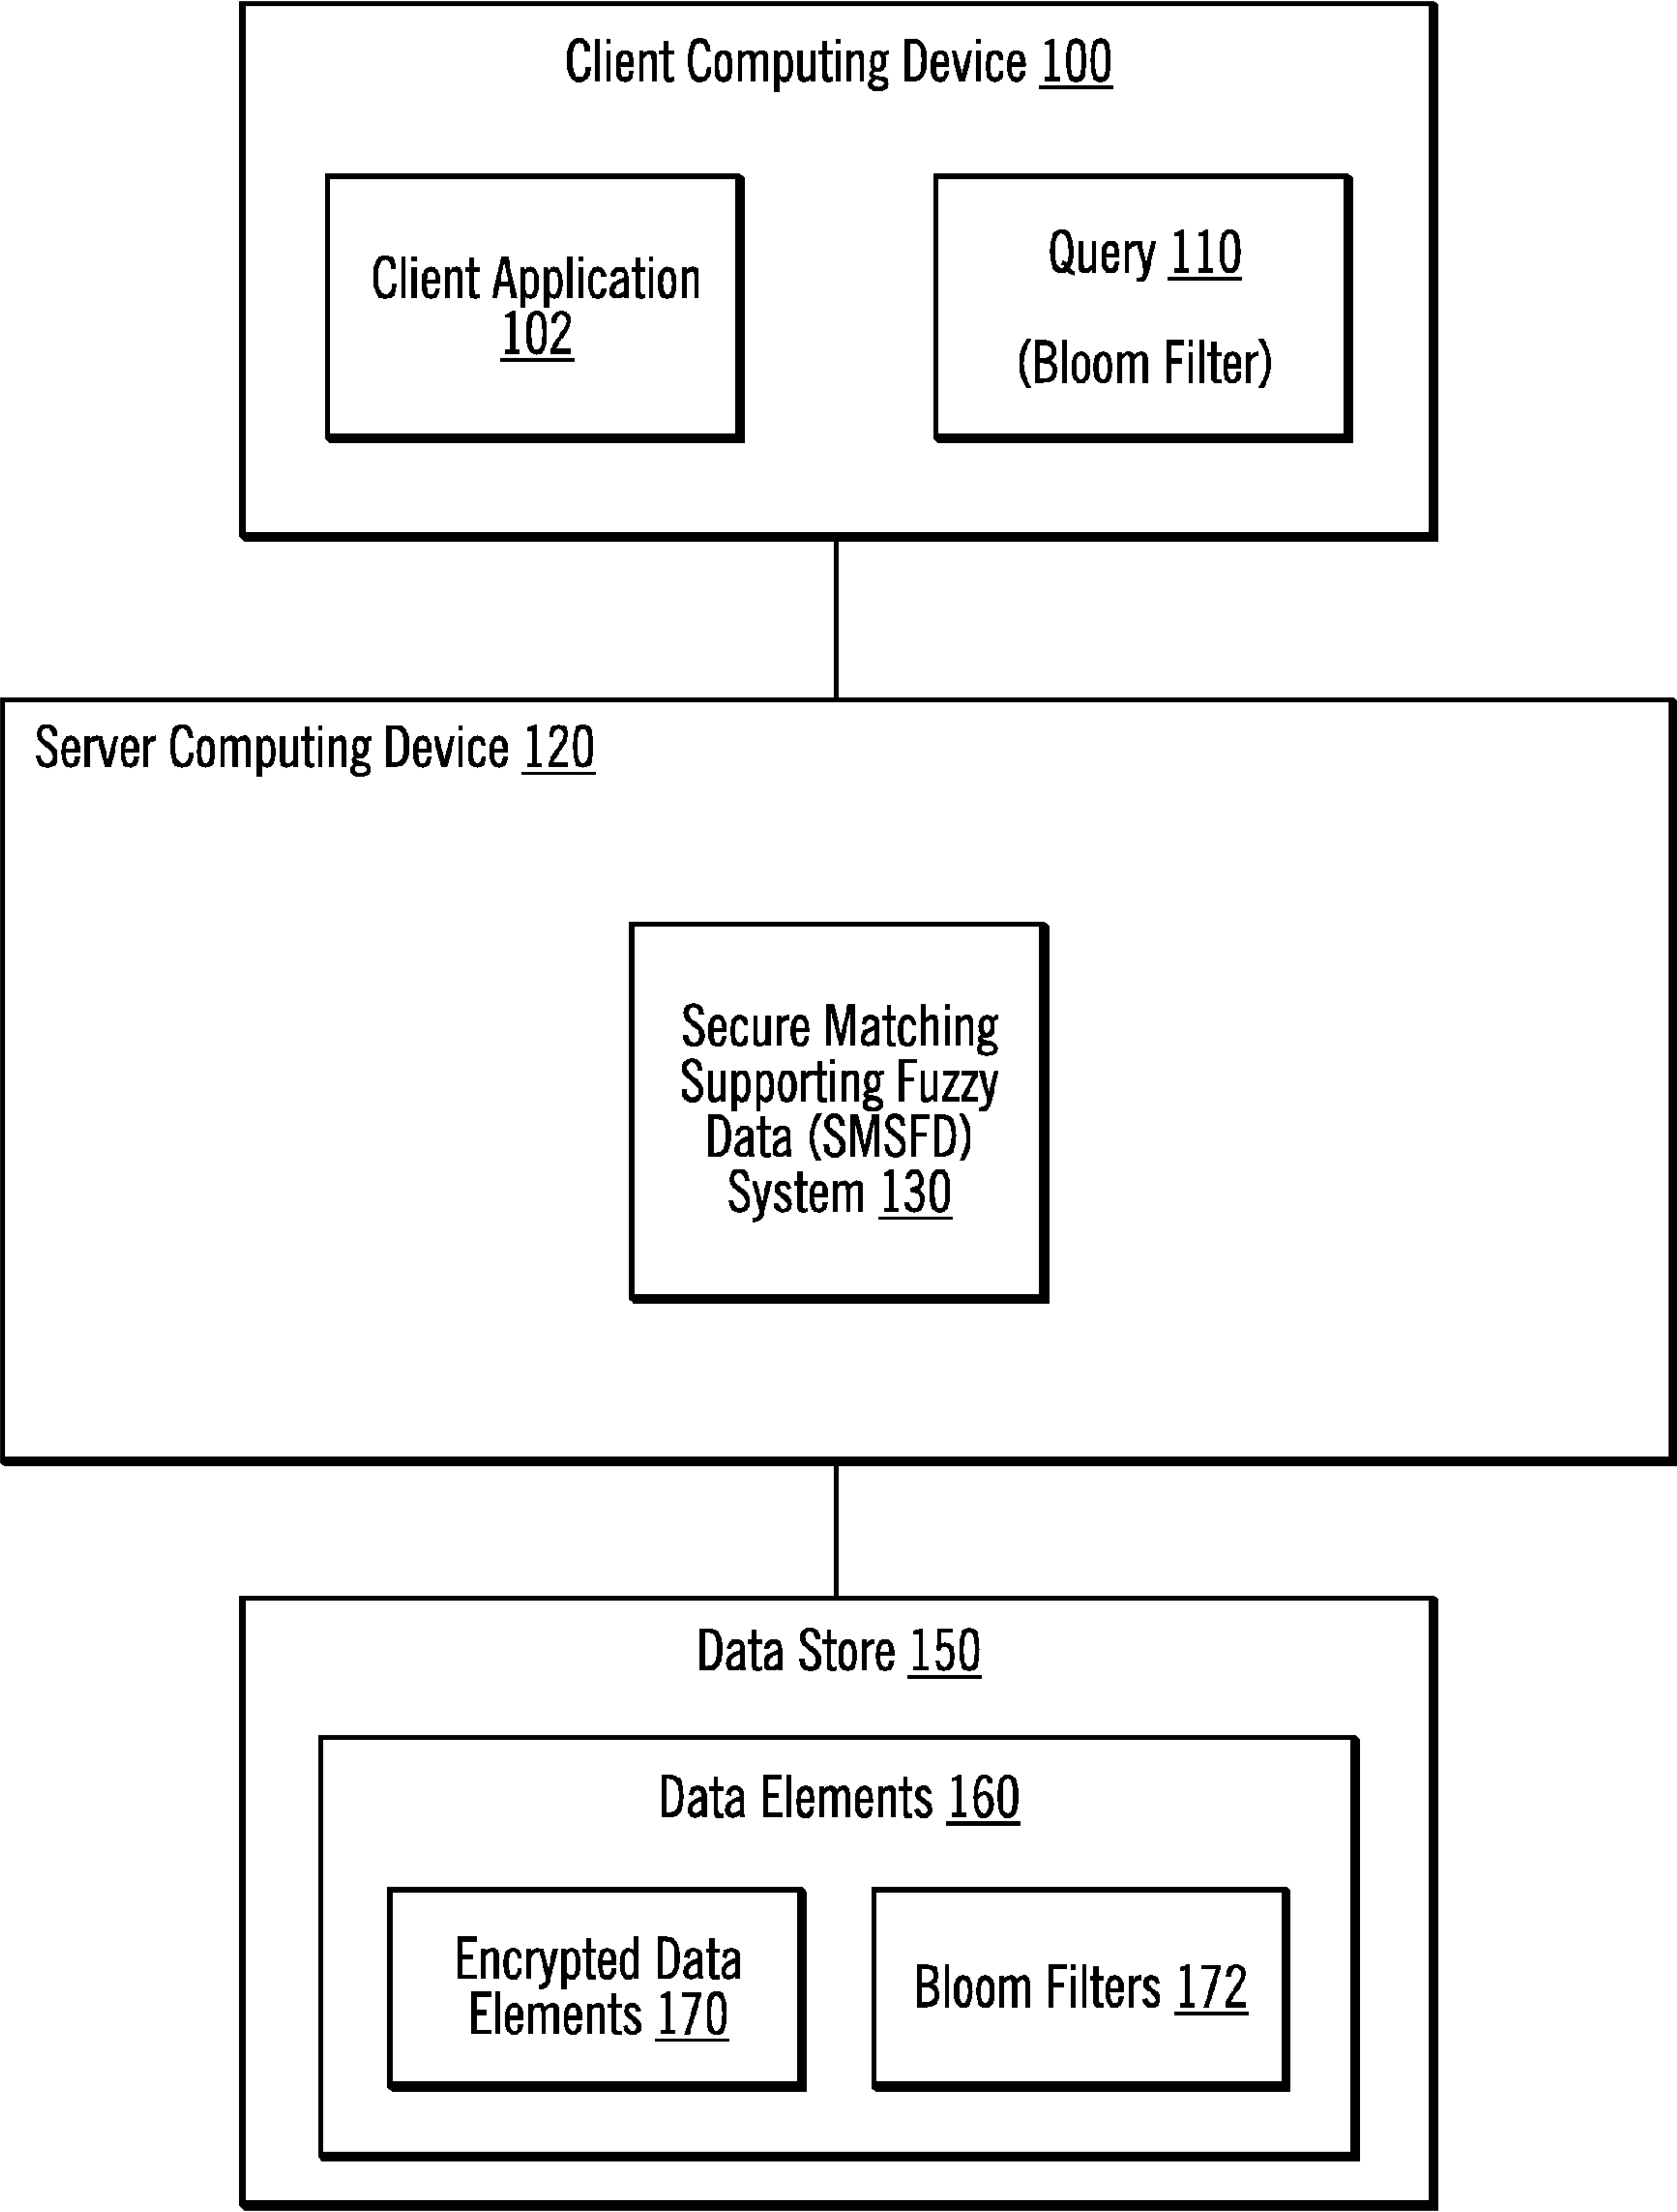 Client Computing Device 100
Client Application
102
Query 110
(Bloom Filter)
Server Computing Device 120
Secure Matching
Supporting Fuzzy
Data (SMSFD)
System 130
Data Store 150
Data Elements 160
Encrypted Data
Elements 170
Bloom Filters 172